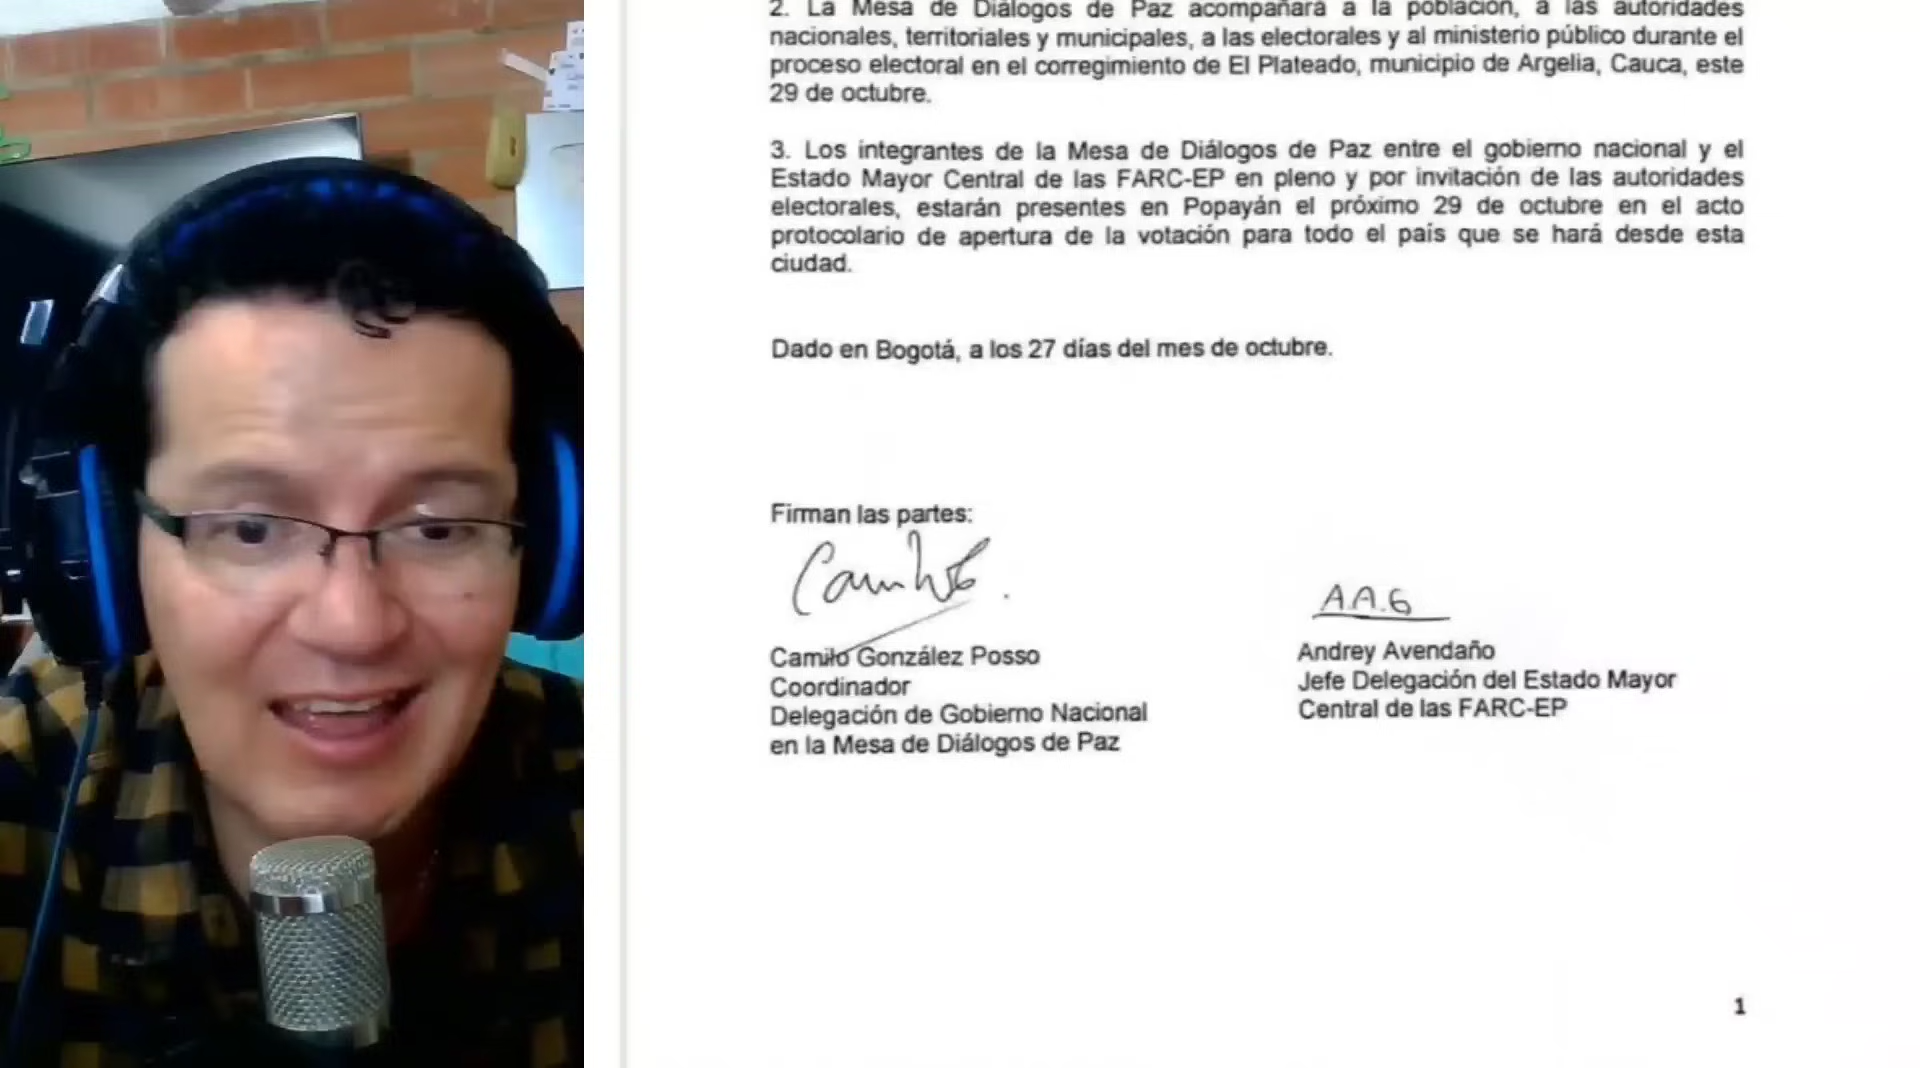 2. La Mesa de Diálogos de Paz acompañará a la población, a las autoridades
nacionales, territoriales y municipales, a las electorales y al ministerio público durante el
proceso electoral en el corregimiento de El Plateado, municipio de Argelia, Cauca, este
29 de octubre.
3. Los integrantes de la Mesa de Diálogos de Paz entre el gobierno nacional y el
Estado Mayor Central de las FARC-EP en pleno y por invitación de las autoridades
electorales, estarán presentes en Popayán el próximo 29 de octubre en el acto
protocolario de apertura de la votación para todo el país que se hará desde esta
ciudad.
Dado en Bogotá, a los 27 días del mes de octubre.
Firman las partes:
A.A.G
Camilo González Posso
Coordinador
Delegación de Gobierno Nacional
en la Mesa de Diálogos de Paz
Andrey Avendaño
Jefe Delegación del Estado Mayor
Central de las FARC-EP
1